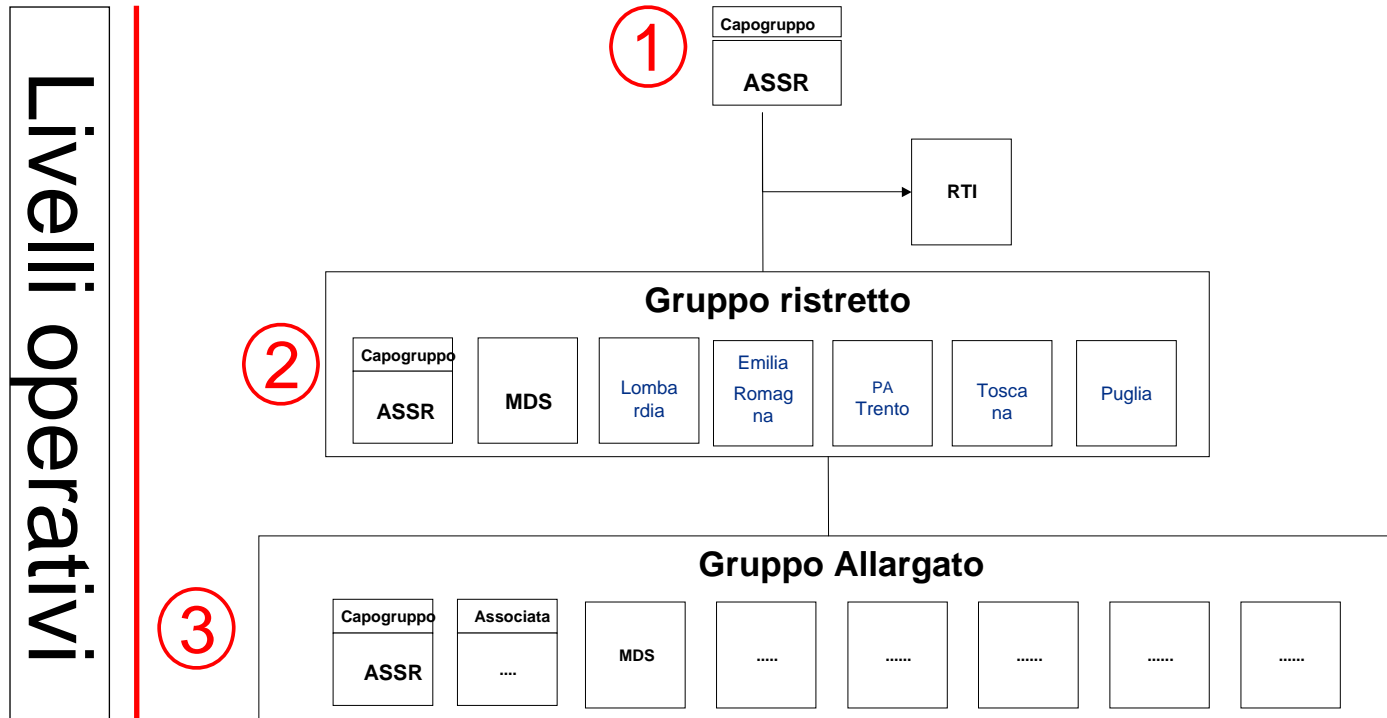 Livelli operativi
1
Capogruppo
ASSR
RTI
Gruppo ristretto
2
Capogruppo
ASSR
MDS
Lomba
rdia
Emilia
Romag
na
PA
Trento
Tosca
na
Puglia
Gruppo Allargato
3
Capogruppo
ASSR
Associata
....
MDS
.....
......
......
......
......